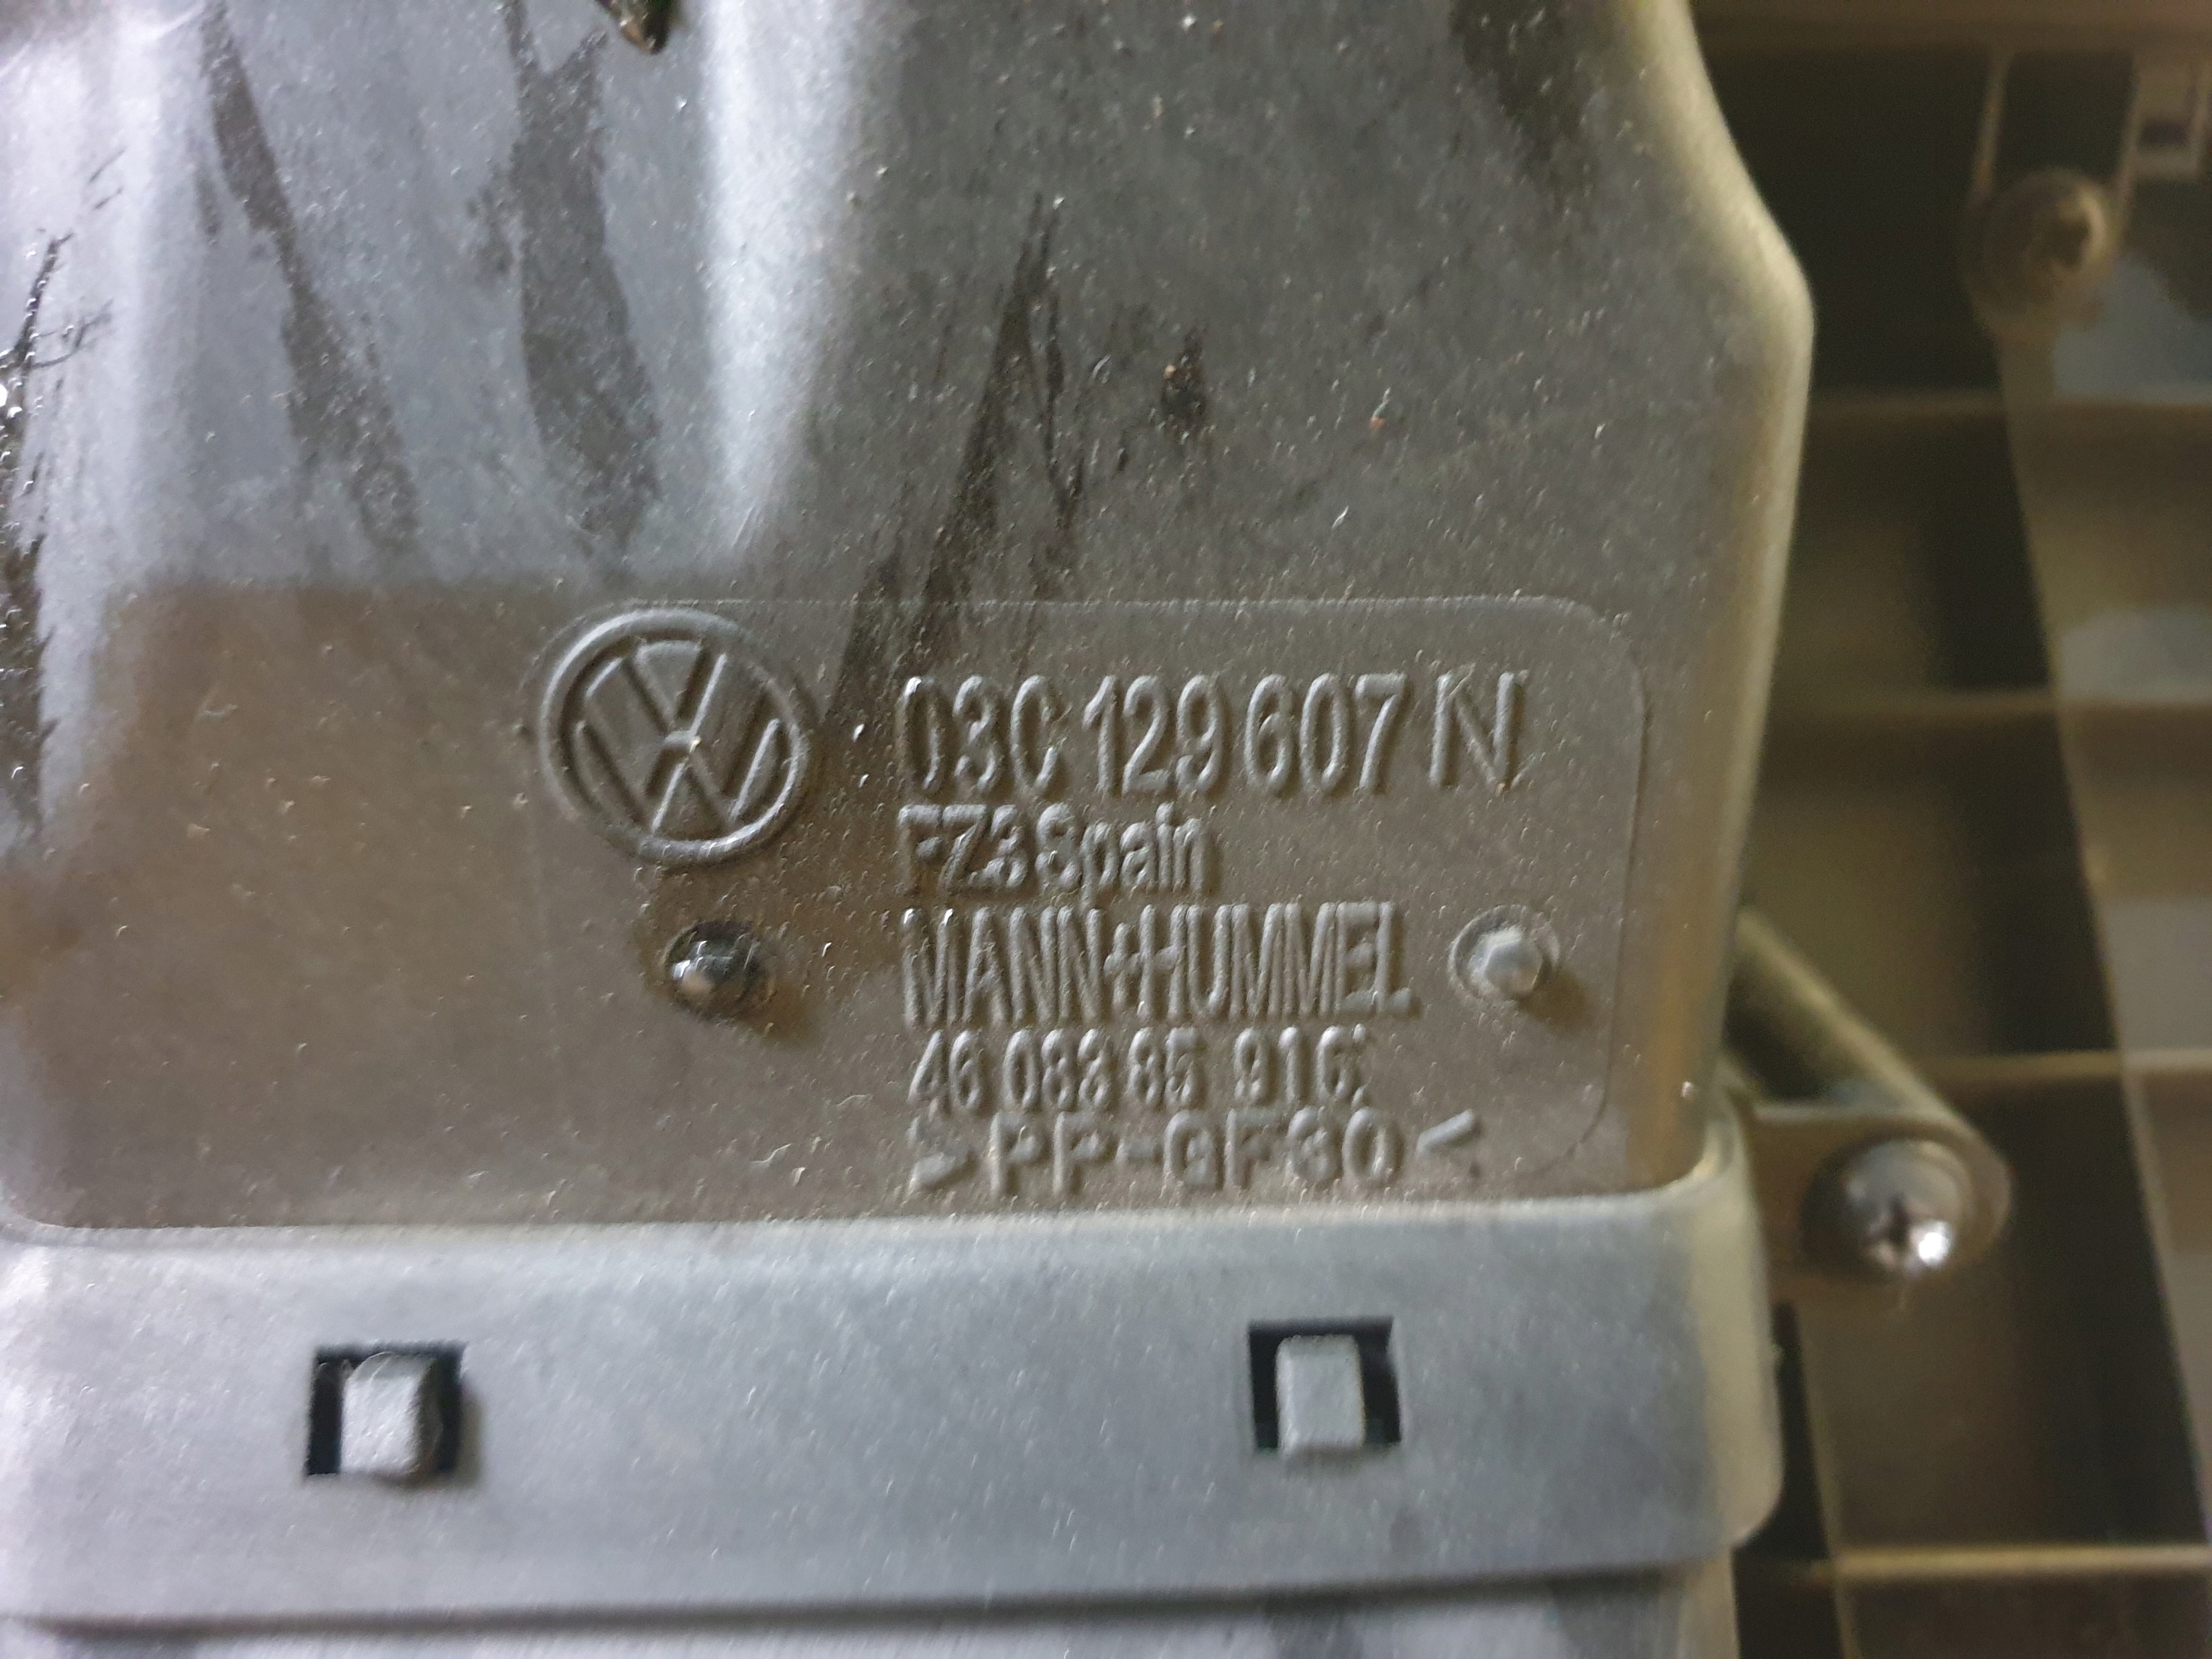 03C 129 607 N
FZ3 Spain
MANN+HUMMEL
46 083 85 916
>PP-GF30<